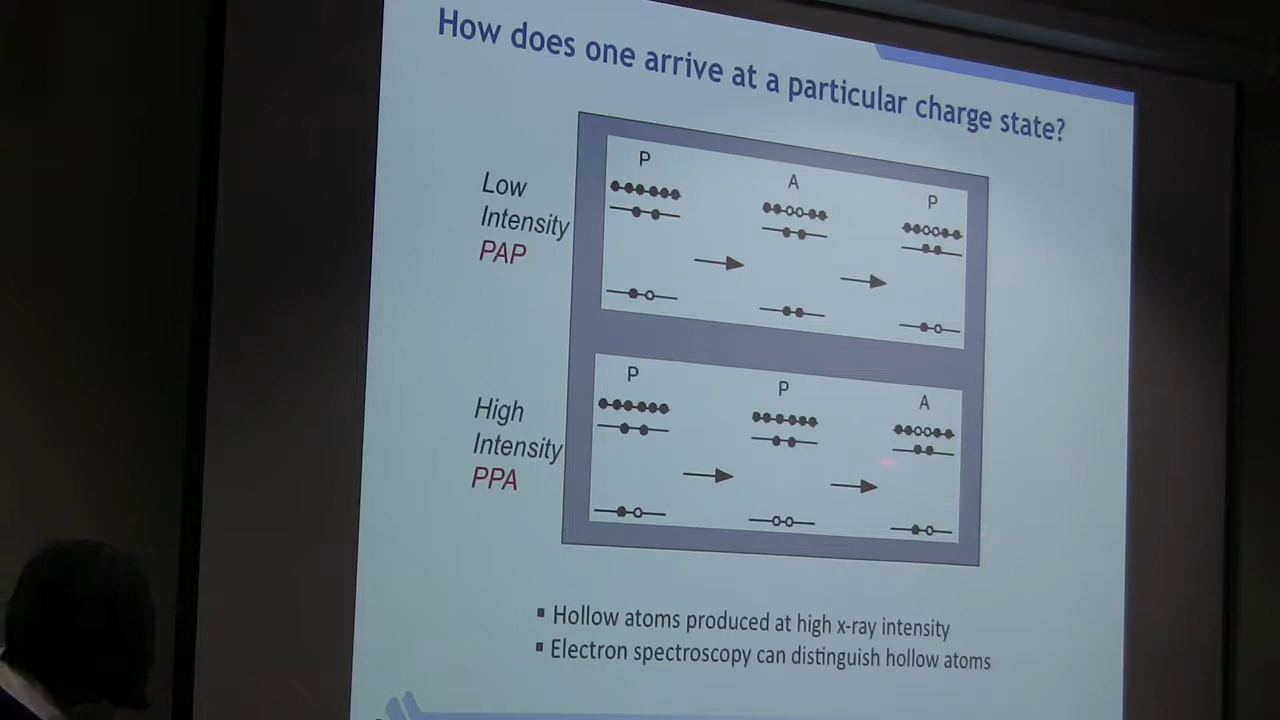 How does one arrive at a particular charge state?
Low
Intensity
PAP
P
A
P
High
Intensity
PPA
P
P
A
▪ Hollow atoms produced at high x-ray intensity
▪ Electron spectroscopy can distinguish hollow atoms